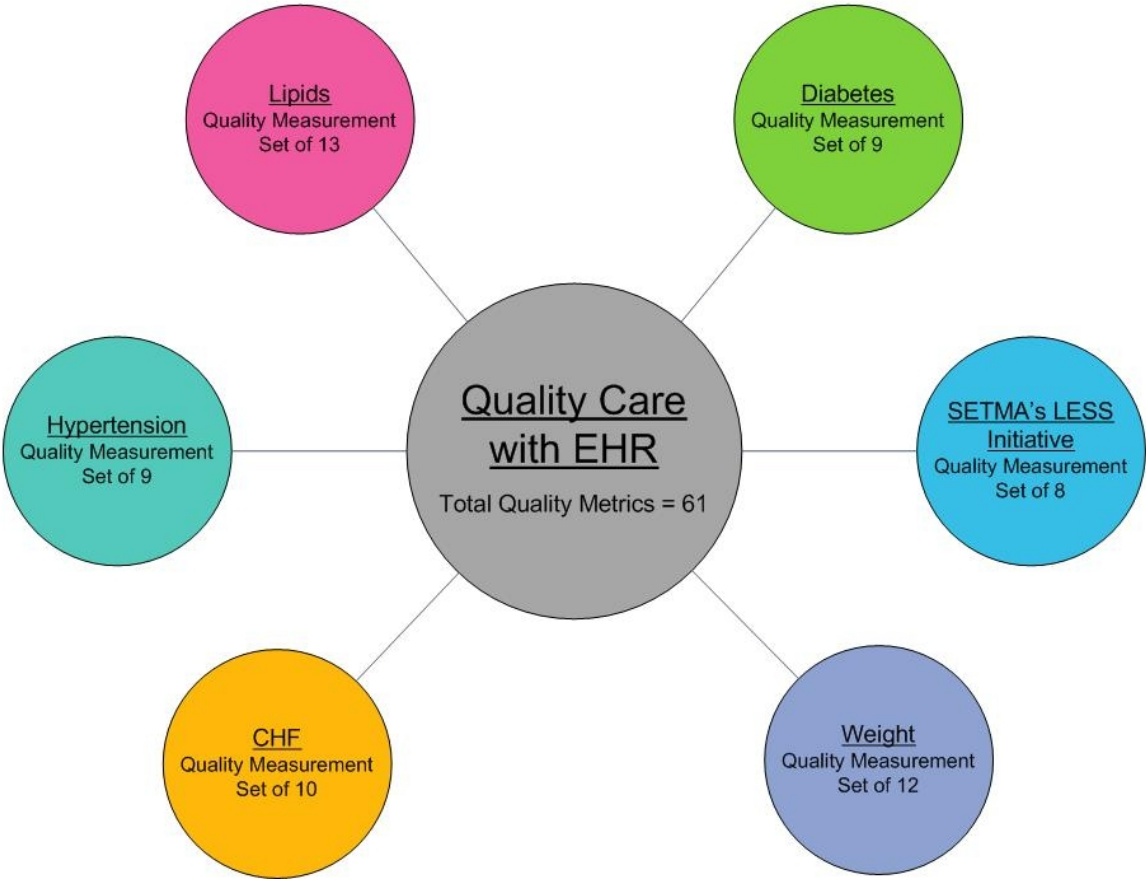 Lipids
Quality Measurement
Set of 13
Diabetes
Quality Measurement
Set of 9
Hypertension
Quality Measurement
Set of 9
Quality Care
with EHR
Total Quality Metrics = 61
SETMA's LESS
Initiative
Quality Measurement
Set of 8
CHF
Quality Measurement
Set of 10
Weight
Quality Measurement
Set of 12